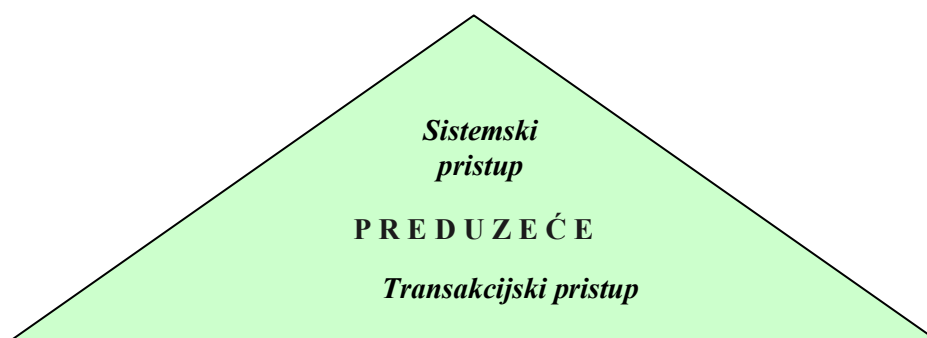 Sistemski
pristup
P R E D U Z E Ć E
Transakcijski pristup